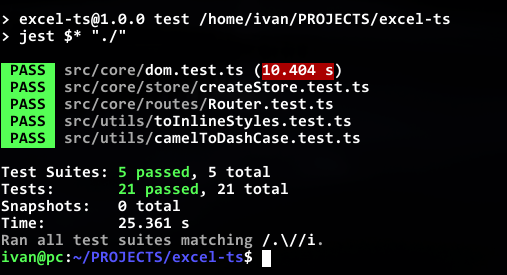 > excel-ts@1.0.0 test /home/ivan/PROJECTS/excel-ts
> jest $* "./"
PASS src/core/dom.test.ts (10.404 s)
PASS src/core/store/createStore.test.ts
PASS src/core/routes/Router.test.ts
PASS src/utils/toInlineStyles.test.ts
PASS src/utils/camelToDashCase.test.ts
Test Suites: 5 passed, 5 total
Tests: 21 passed, 21 total
Snapshots: 0 total
Time: 25.361 s
Ran all test suites matching /.\//i.
ivan@pc:~/PROJECTS/excel-ts$